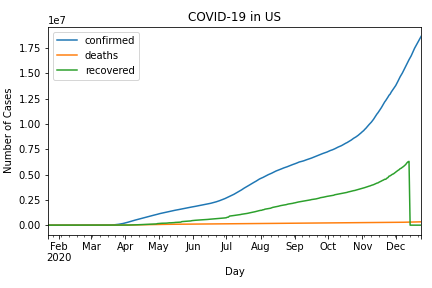 COVID-19 in US
1e7
confirmed
deaths
recovered
1.75
1.50
1.25
1.00
0.75
0.50
0.25
0.00
Number of Cases
Feb Mar Apr May Jun Jul Aug Sep Oct Nov Dec
2020
Day